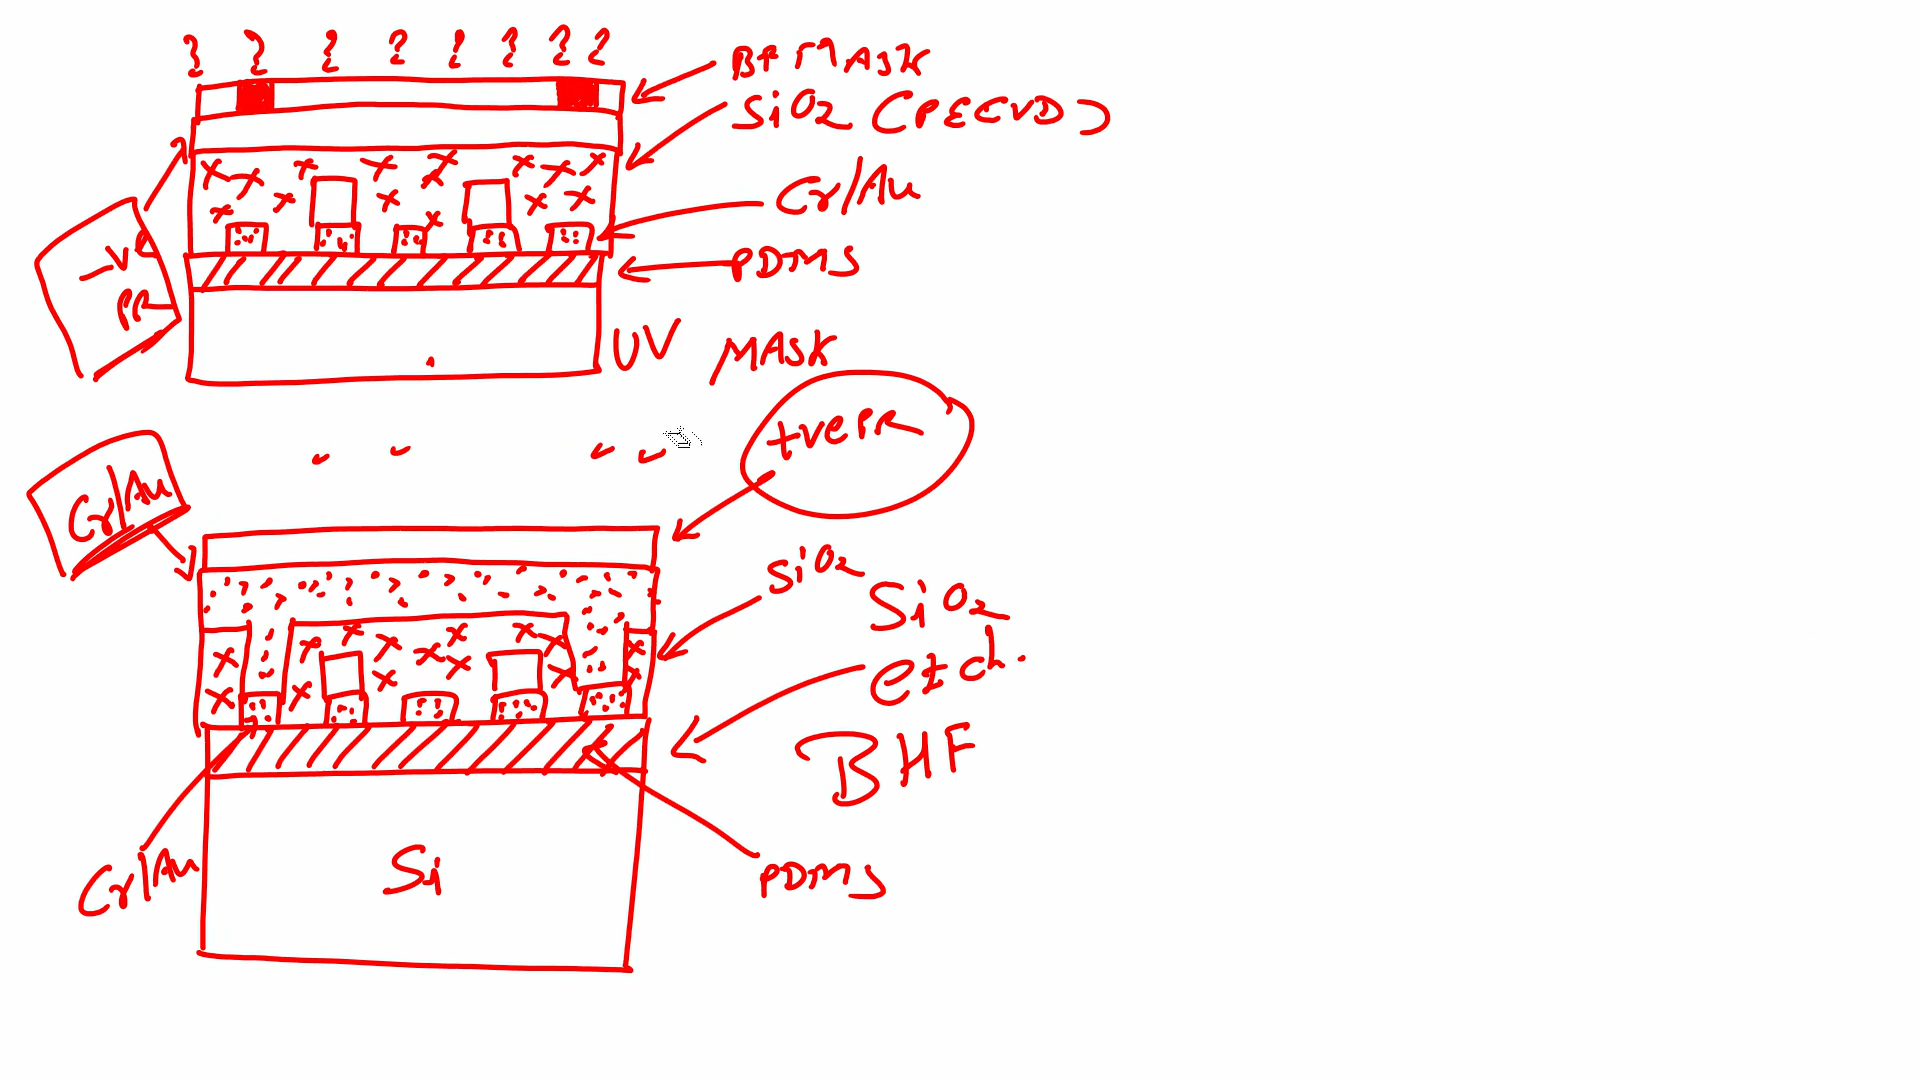 BF MASK
SiO2 (PECVD)
Cr/Au
PDMS
-ve
PR
UV
MASK
+ve PR
Cr/Au
SiO2
SiO2
etch.
BHF
Cr/Au
Si
PDMS